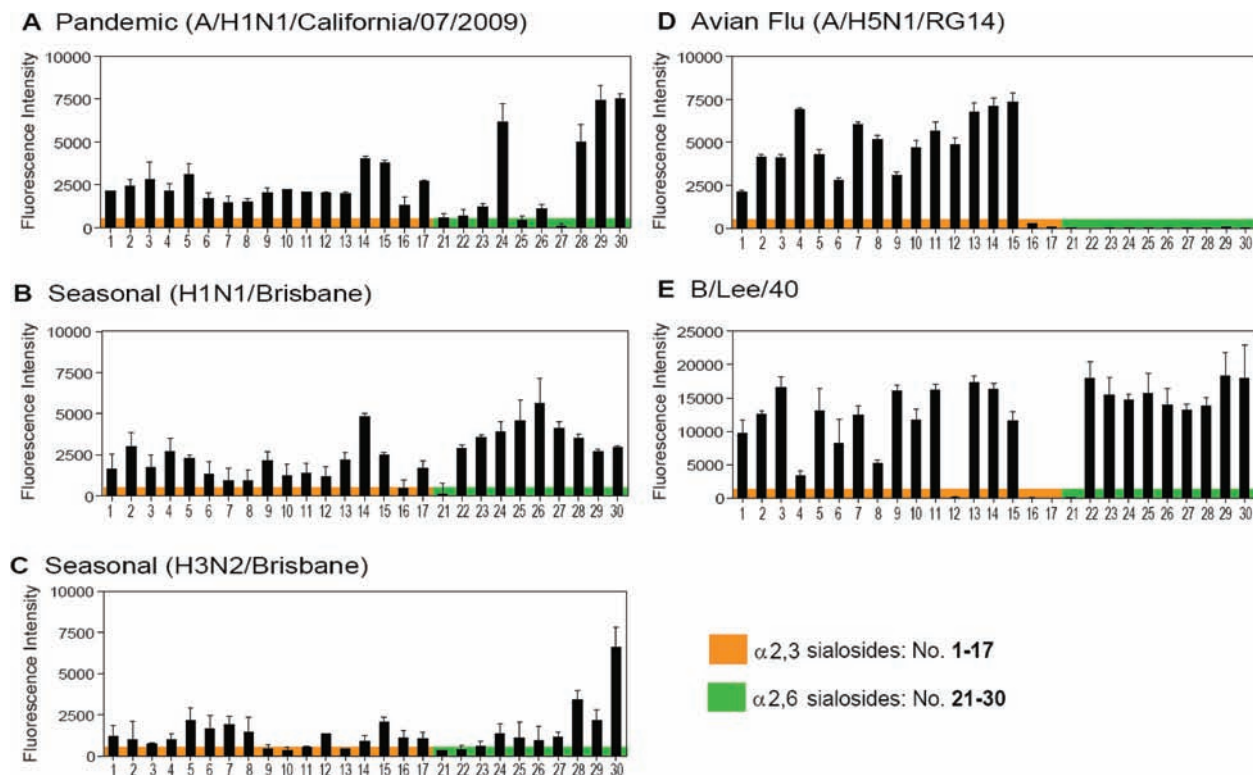 A Pandemic (A/H1N1/California/07/2009)
Fluorescence Intensity
10000
7500
5000
2500
0
1 2 3 4 5 6 7 8 9 10 11 12 13 14 15 16 17 21 22 23 24 25 26 27 28 29 30
B Seasonal (H1N1/Brisbane)
Fluorescence Intensity
10000
7500
5000
2500
0
1 2 3 4 5 6 7 8 9 10 11 12 13 14 15 16 17 21 22 23 24 25 26 27 28 29 30
C Seasonal (H3N2/Brisbane)
Fluorescence Intensity
10000
7500
5000
2500
0
1 2 3 4 5 6 7 8 9 10 11 12 13 14 15 16 17 21 22 23 24 25 26 27 28 29 30
D Avian Flu (A/H5N1/RG14)
Fluorescence Intensity
10000
7500
5000
2500
0
1 2 3 4 5 6 7 8 9 10 11 12 13 14 15 16 17 21 22 23 24 25 26 27 28 29 30
E B/Lee/40
Fluorescence Intensity
25000
20000
15000
10000
5000
0
1 2 3 4 5 6 7 8 9 10 11 12 13 14 15 16 17 21 22 23 24 25 26 27 28 29 30
α2,3 sialosides: No. 1-17
α2,6 sialosides: No. 21-30